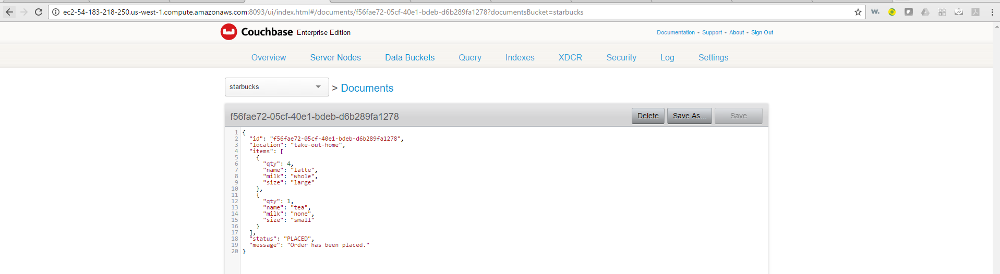 ec2-54-183-218-250.us-west-1.compute.amazonaws.com:8093/ui/index.html#/documents/f56fae72-05cf-40e1-bdeb-d6b289fa1278?documentsBucket=starbucks
w.
Couchbase Enterprise Edition
Documentation • Support • About • Sign Out
Overview Server Nodes Data Buckets Query Indexes XDCR Security Log Settings
starbucks > Documents
f56fae72-05cf-40e1-bdeb-d6b289fa1278 Delete Save As... Save
1 {
2 "id": "f56fae72-05cf-40e1-bdeb-d6b289fa1278",
3 "location": "take-out-home",
4 "items": [
5 {
6 "qty": 4,
7 "name": "latte",
8 "milk": "whole",
9 "size": "large"
10 },
11 {
12 "qty": 1,
13 "name": "tea",
14 "milk": "none",
15 "size": "small"
16 }
17 ],
18 "status": "PLACED",
19 "message": "Order has been placed."
20 }